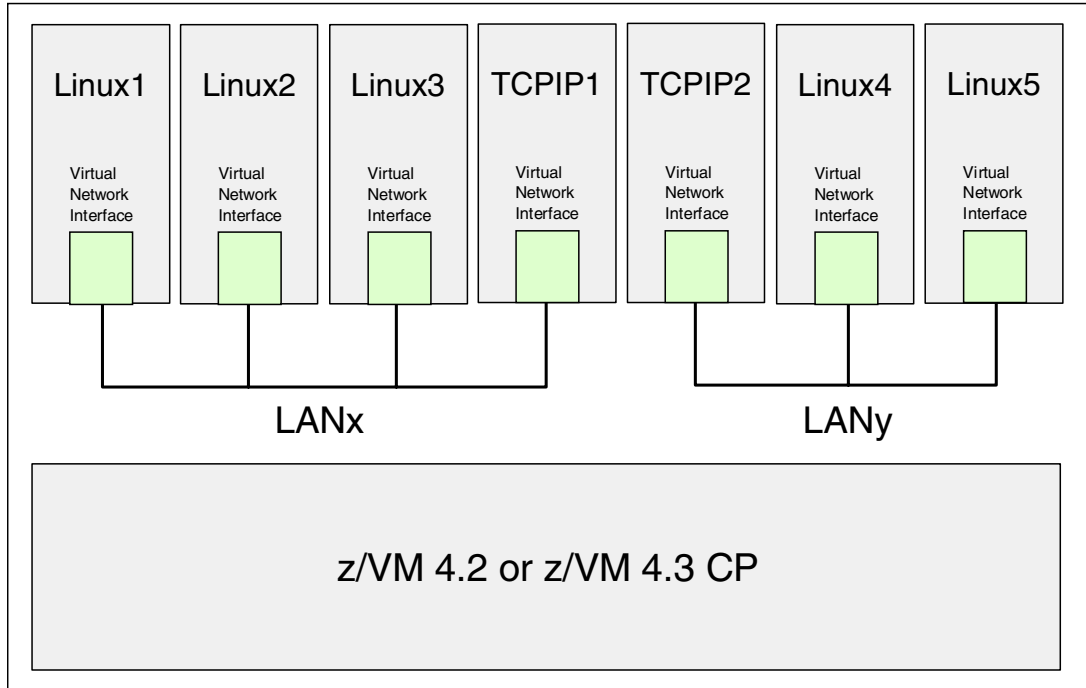 Linux1
Linux2
Linux3
TCPIP1
TCPIP2
Linux4
Linux5
Virtual
Network
Interface
Virtual
Network
Interface
Virtual
Network
Interface
Virtual
Network
Interface
Virtual
Network
Interface
Virtual
Network
Interface
Virtual
Network
Interface
LANx
LANy
z/VM 4.2 or z/VM 4.3 CP